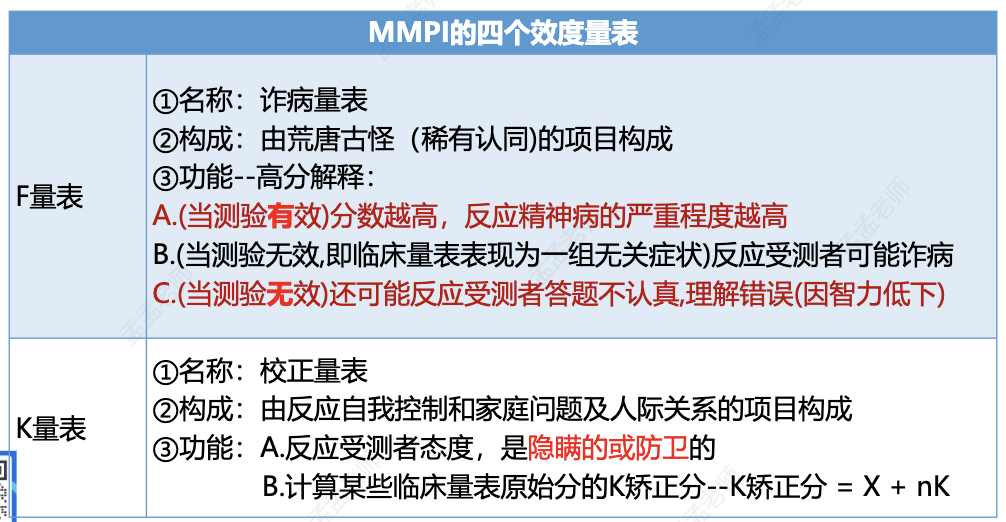 MMPI的四个效度量表
F量表
①名称：诈病量表
②构成：由荒唐古怪（稀有认同)的项目构成
③功能--高分解释：
A.(当测验有效)分数越高，反应精神病的严重程度越高
B.(当测验无效,即临床量表表现为一组无关症状)反应受测者可能诈病
C.(当测验无效)还可能反应受测者答题不认真,理解错误(因智力低下)
K量表
①名称：校正量表
②构成：由反应自我控制和家庭问题及人际关系的项目构成
③功能：A.反应受测者态度，是隐瞒的或防卫的
B.计算某些临床量表原始分的K矫正分--K矫正分 = X + nK
孟孟老师